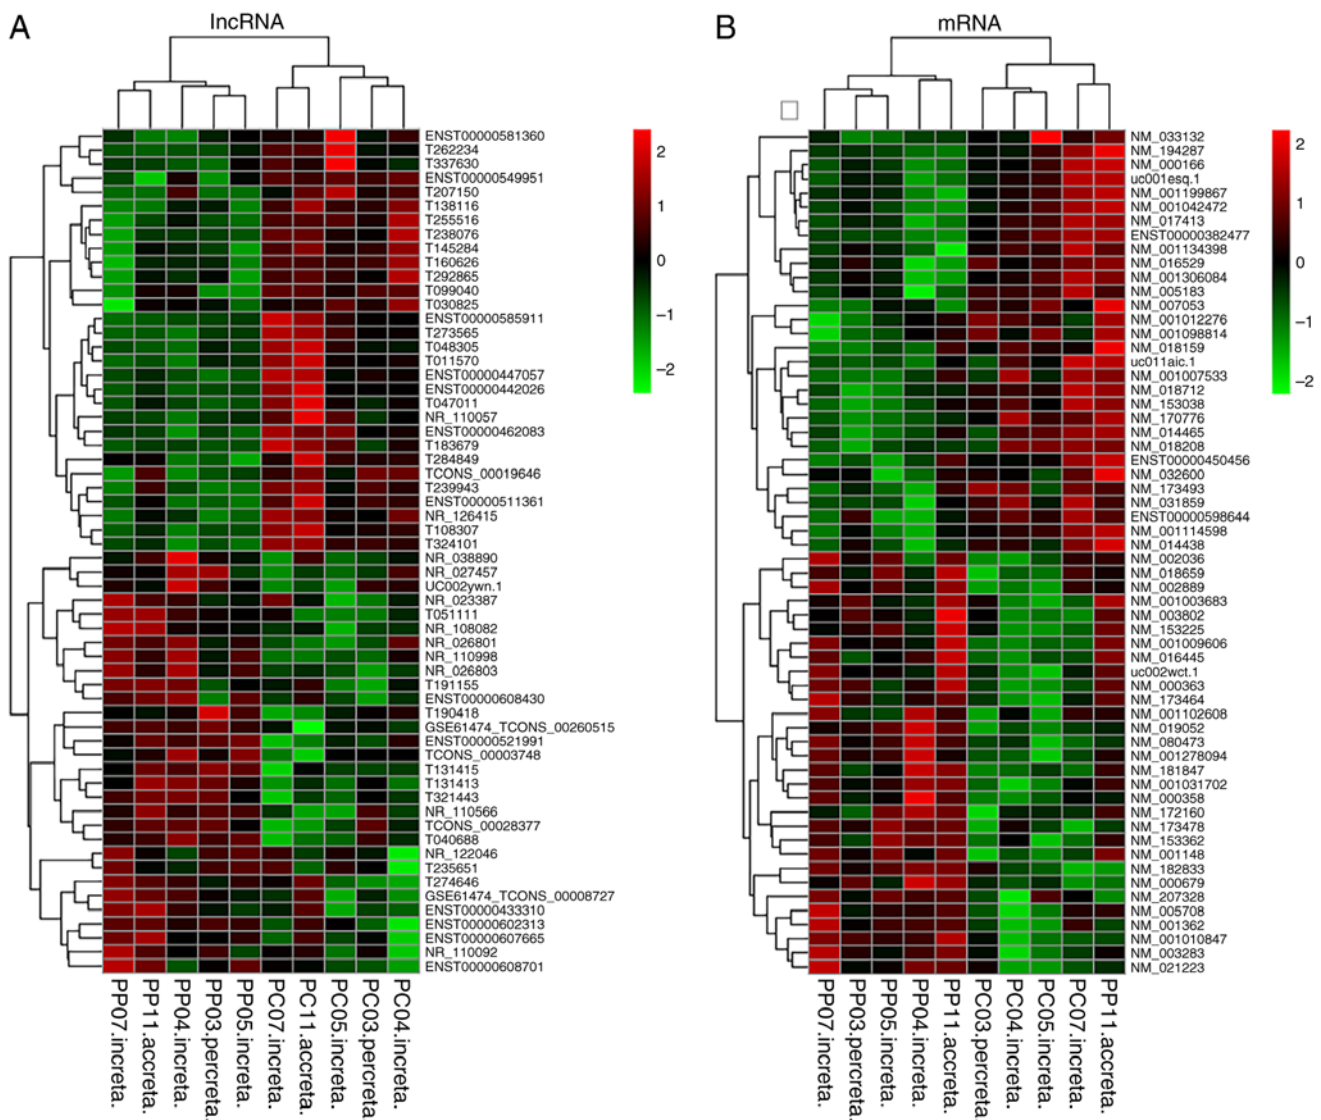 A
lncRNA
ENST00000581360
T262234
T337630
ENST00000549951
T207150
T138116
T255516
T238076
T145284
T160626
T292865
T099040
T030825
ENST00000585911
T273565
T048305
T011570
ENST00000447057
ENST00000442026
T047011
NR_110057
ENST00000462083
T183679
T284849
TCONS_00019646
T239943
ENST00000511361
NR_126415
T108307
T324101
NR_038890
NR_027457
UC002ywn.1
NR_023387
T051111
NR_108082
NR_026801
NR_110998
NR_026803
T191155
ENST00000608430
T190418
GSE61474_TCONS_00260515
ENST00000521991
TCONS_00003748
T131415
T131413
T321443
NR_110566
TCONS_00028377
T040688
NR_122046
T235651
T274646
GSE61474_TCONS_00008727
ENST00000433310
ENST00000602313
ENST00000607665
NR_110092
ENST00000608701
2
1
0
−1
−2
PP07.increta.
PP11.accreta.
PP04.increta.
PP03.percreta.
PP05.increta.
PC07.increta.
PC11.accreta.
PC05.increta.
PC03.percreta.
PC04.increta.
B
mRNA
NM_033132
NM_194287
NM_000166
uc001esq.1
NM_001199867
NM_001042472
NM_017413
ENST00000382477
NM_001134398
NM_016529
NM_001306084
NM_005183
NM_007053
NM_001012276
NM_001098814
NM_018159
uc011aic.1
NM_001007533
NM_018712
NM_153038
NM_170776
NM_014465
NM_018208
ENST00000450456
NM_032600
NM_173493
NM_031859
ENST00000598644
NM_001114598
NM_014438
NM_002036
NM_018659
NM_002889
NM_001003683
NM_003802
NM_153225
NM_001009606
NM_016445
uc002wct.1
NM_000363
NM_173464
NM_001102608
NM_019052
NM_080473
NM_001278094
NM_181847
NM_001031702
NM_000358
NM_172160
NM_173478
NM_153362
NM_001148
NM_182833
NM_000679
NM_207328
NM_005708
NM_001362
NM_001010847
NM_003283
NM_021223
2
1
0
−1
−2
PP07.increta.
PP03.percreta.
PP05.increta.
PP04.increta.
PP11.accreta.
PC03.percreta.
PC04.increta.
PC05.increta.
PC07.increta.
PP11.accreta.